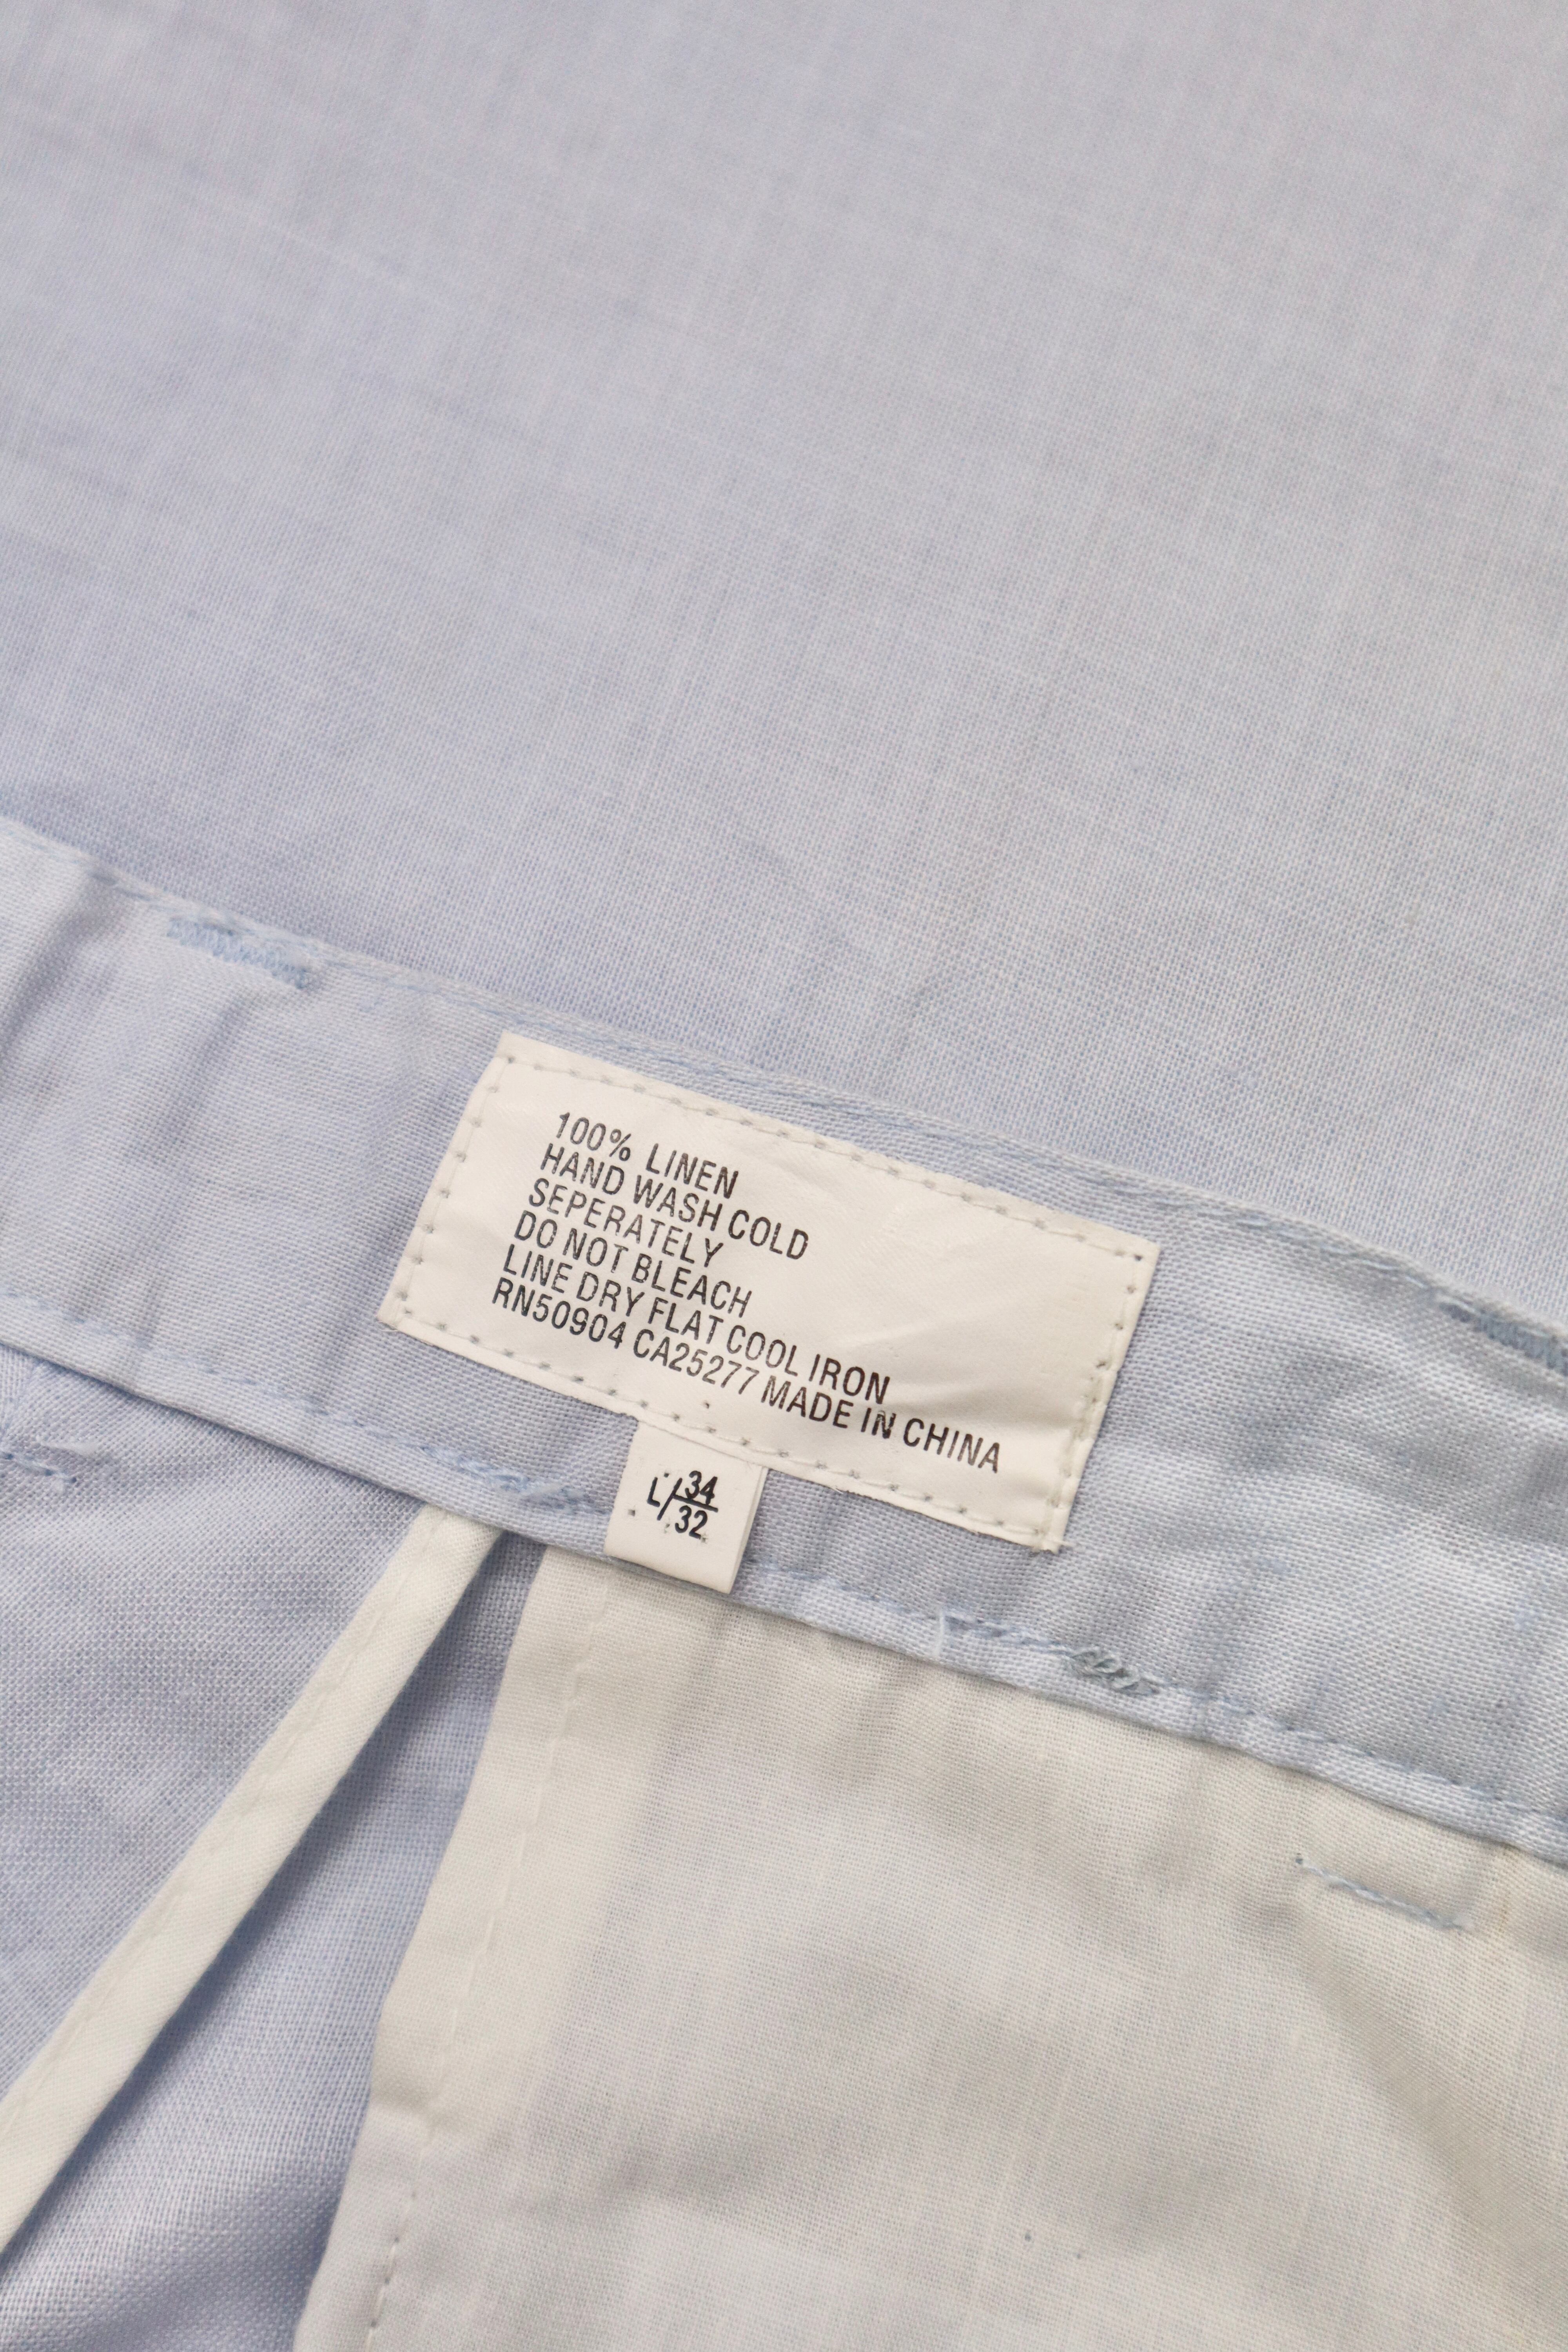 100% LINEN
HAND WASH COLD
SEPERATELY
DO NOT BLEACH
LINE DRY FLAT COOL IRON
RN50904 CA25277 MADE IN CHINA
L/34
32